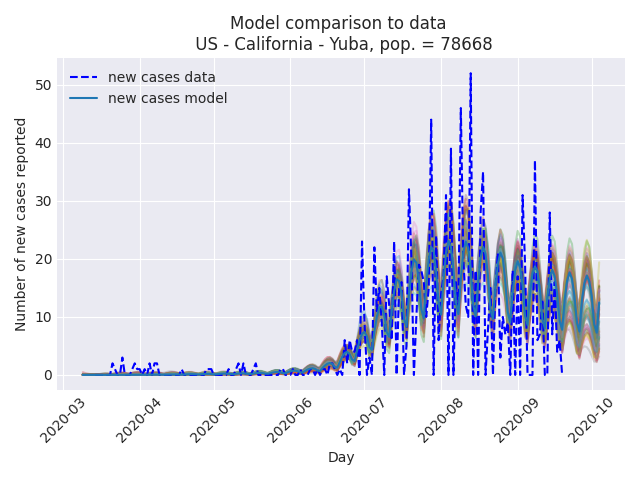 Model comparison to data
US - California - Yuba, pop. = 78668
new cases data
new cases model
Number of new cases reported
50
40
30
20
10
0
2020-03
2020-04
2020-05
2020-06
2020-07
2020-08
2020-09
2020-10
Day